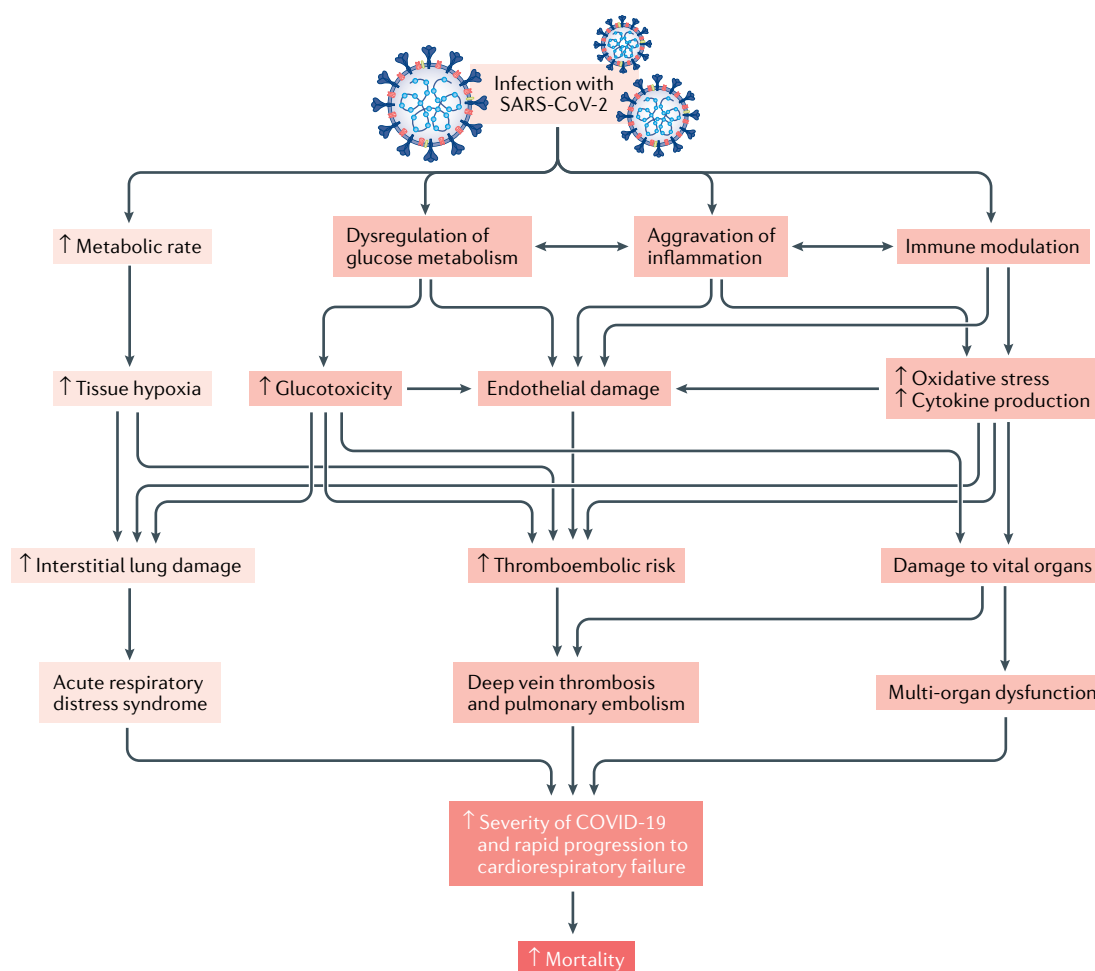 Infection with
SARS-CoV-2
↑ Metabolic rate
Dysregulation of
glucose metabolism
Aggravation of
inflammation
Immune modulation
↑ Tissue hypoxia
↑ Glucotoxicity
Endothelial damage
↑ Oxidative stress
↑ Cytokine production
↑ Interstitial lung damage
↑ Thromboembolic risk
Damage to vital organs
Acute respiratory
distress syndrome
Deep vein thrombosis
and pulmonary embolism
Multi-organ dysfunction
↑ Severity of COVID-19
and rapid progression to
cardiorespiratory failure
↑ Mortality